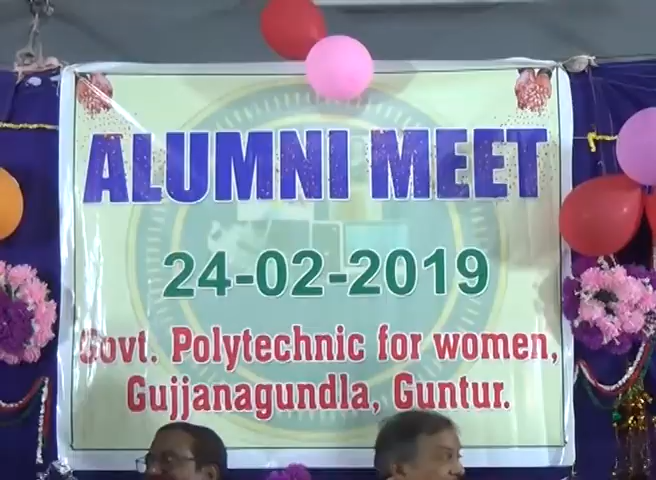 ALUMNI MEET
24-02-2019
Govt. Polytechnic for women,
Gujjanagundla, Guntur.